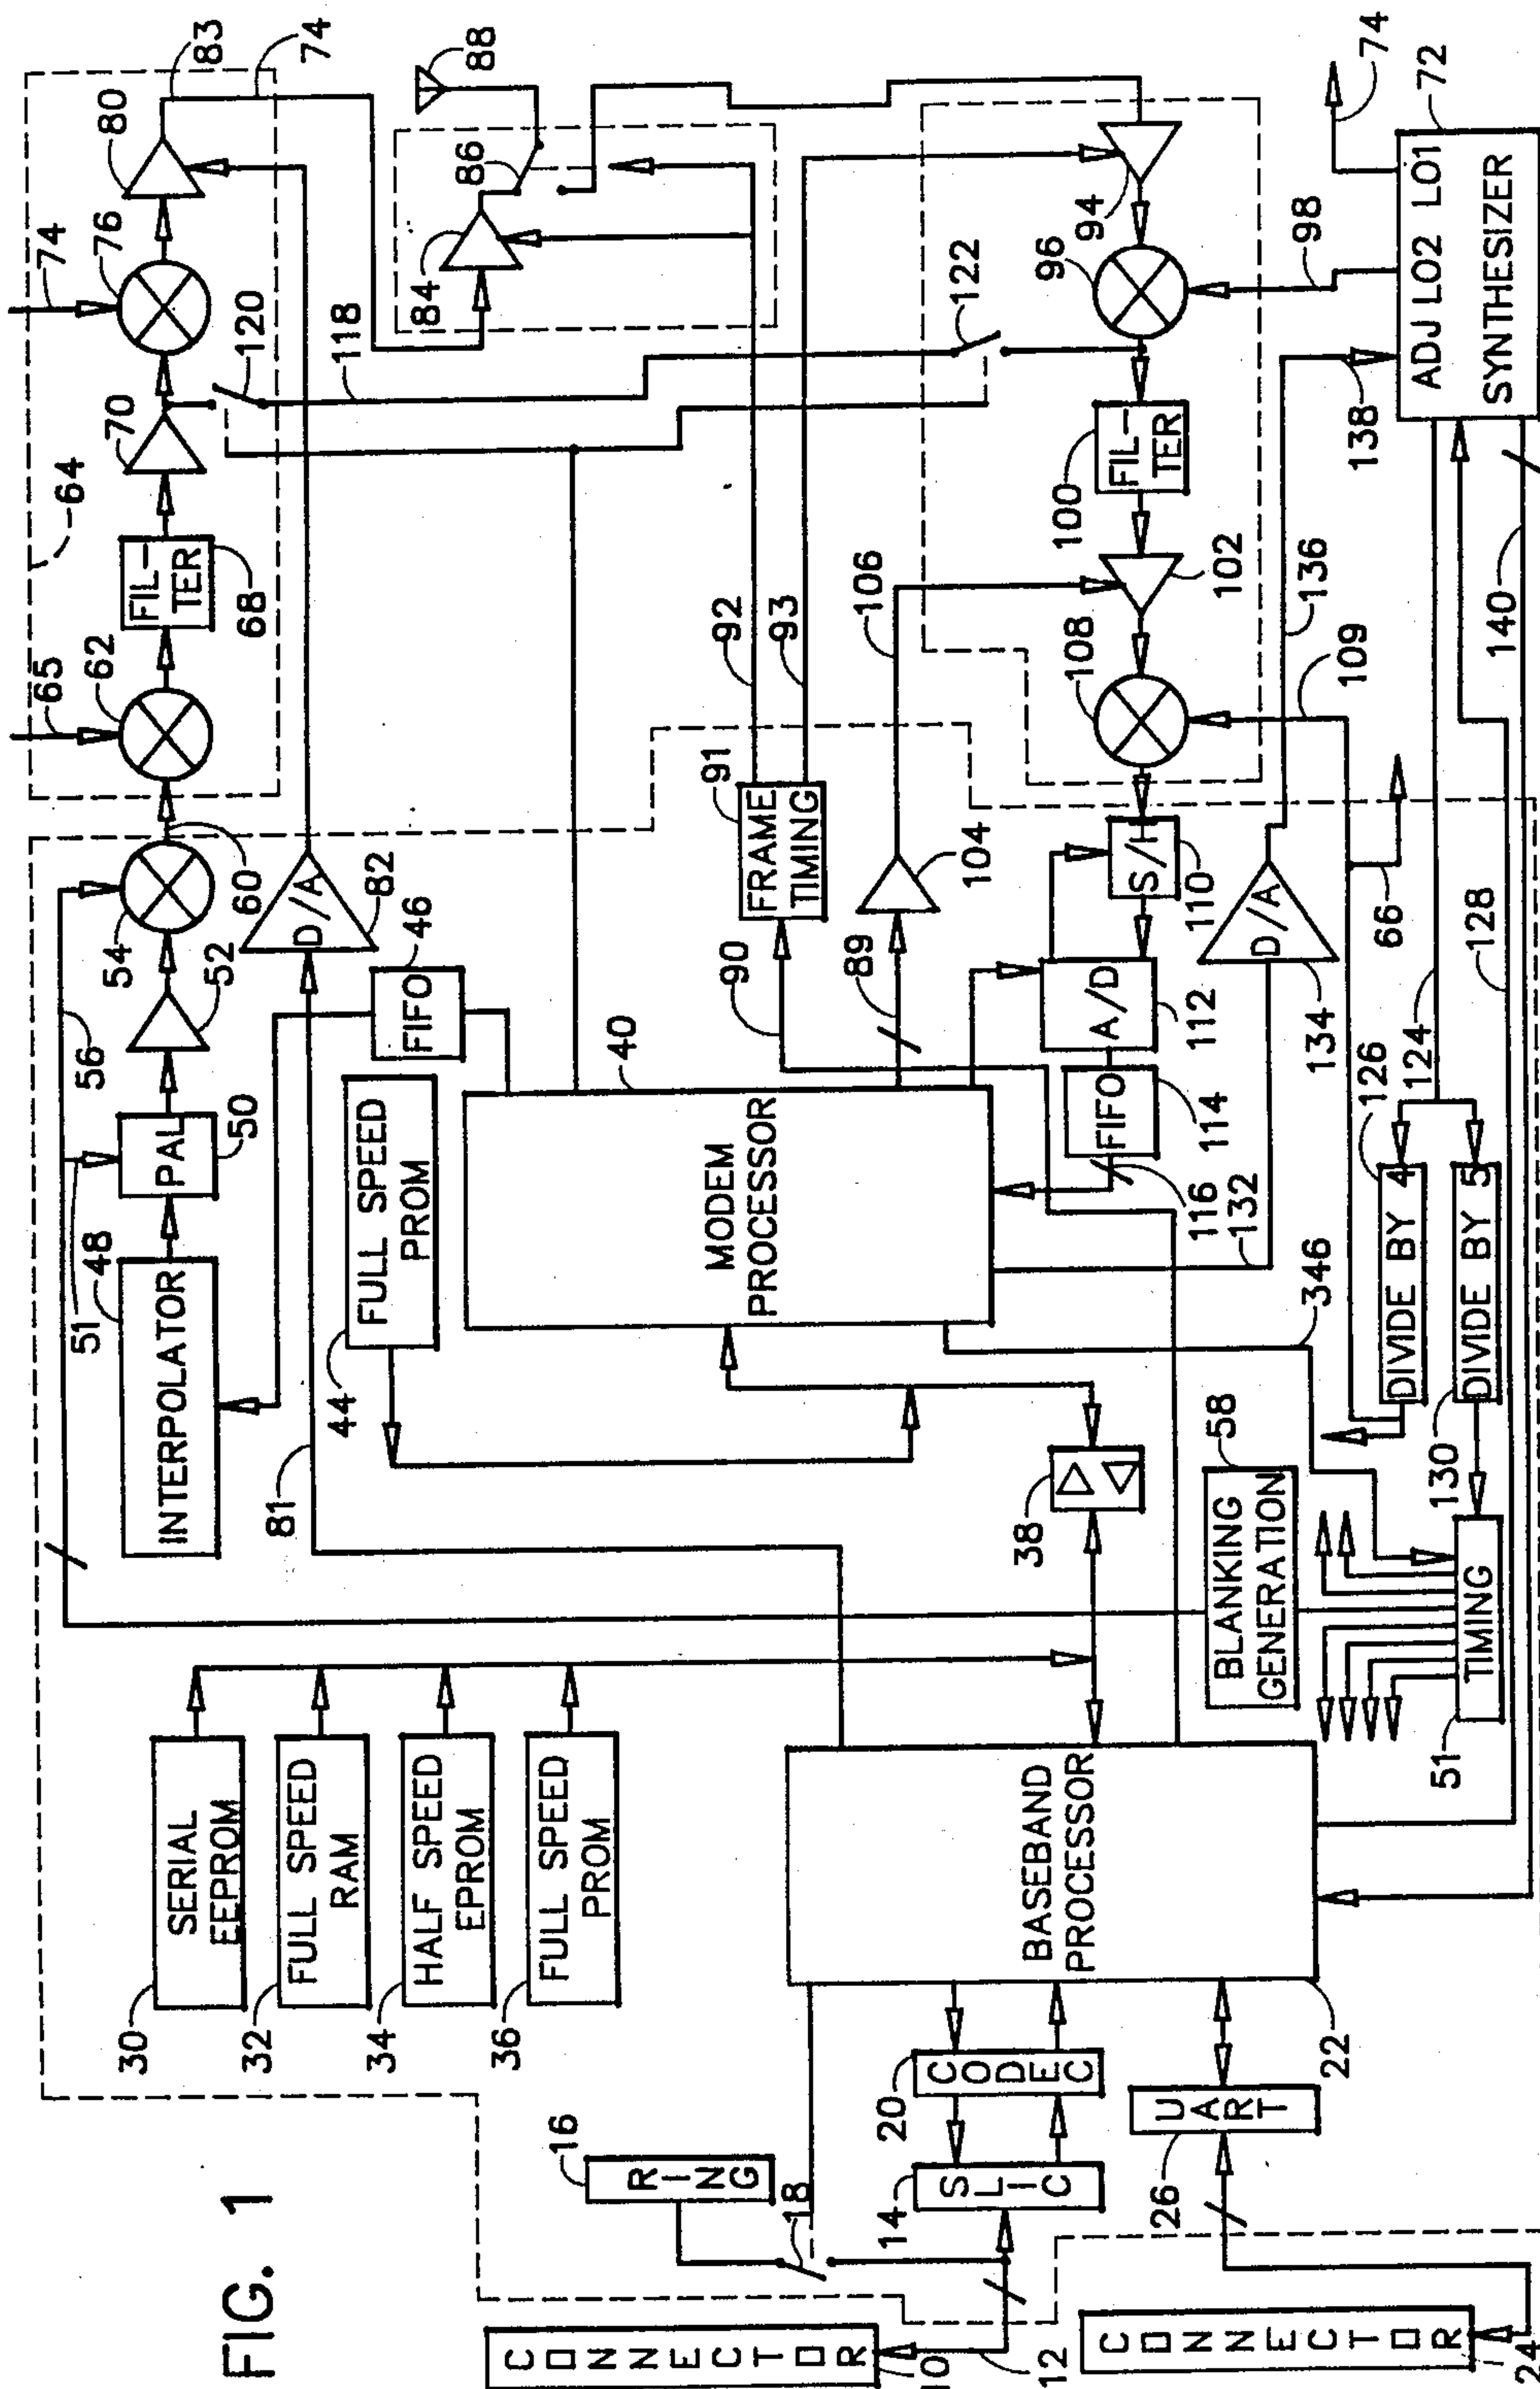 FIG. 1
30
SERIAL
EEPROM
32
FULL SPEED
RAM
34
HALF SPEED
EPROM
36
FULL SPEED
PROM
INTERPOLATOR
48
51
PAL
50
56
52
54
60
65
62
64
FIL-
TER
68
70
74
76
120
80
83
74
81
D/A
82
44
FULL SPEED
PROM
FIFO
46
118
84
86
88
MODEM
PROCESSOR
40
90
FRAME
TIMING
91
92
93
89
104
106
122
94
96
98
FIL-
TER
100
102
108
109
S/H
110
A/D
112
FIFO
114
116
132
D/A
134
136
138
ADJ LO2 LO1
SYNTHESIZER
72
74
66
124
128
140
DIVIDE BY 4
126
DIVIDE BY 5
130
346
38
BLANKING
GENERATION
58
TIMING
51
BASEBAND
PROCESSOR
22
RING
16
18
SLIC
14
CODEC
20
UART
26
CONNECTOR
10
12
CONNECTOR
24